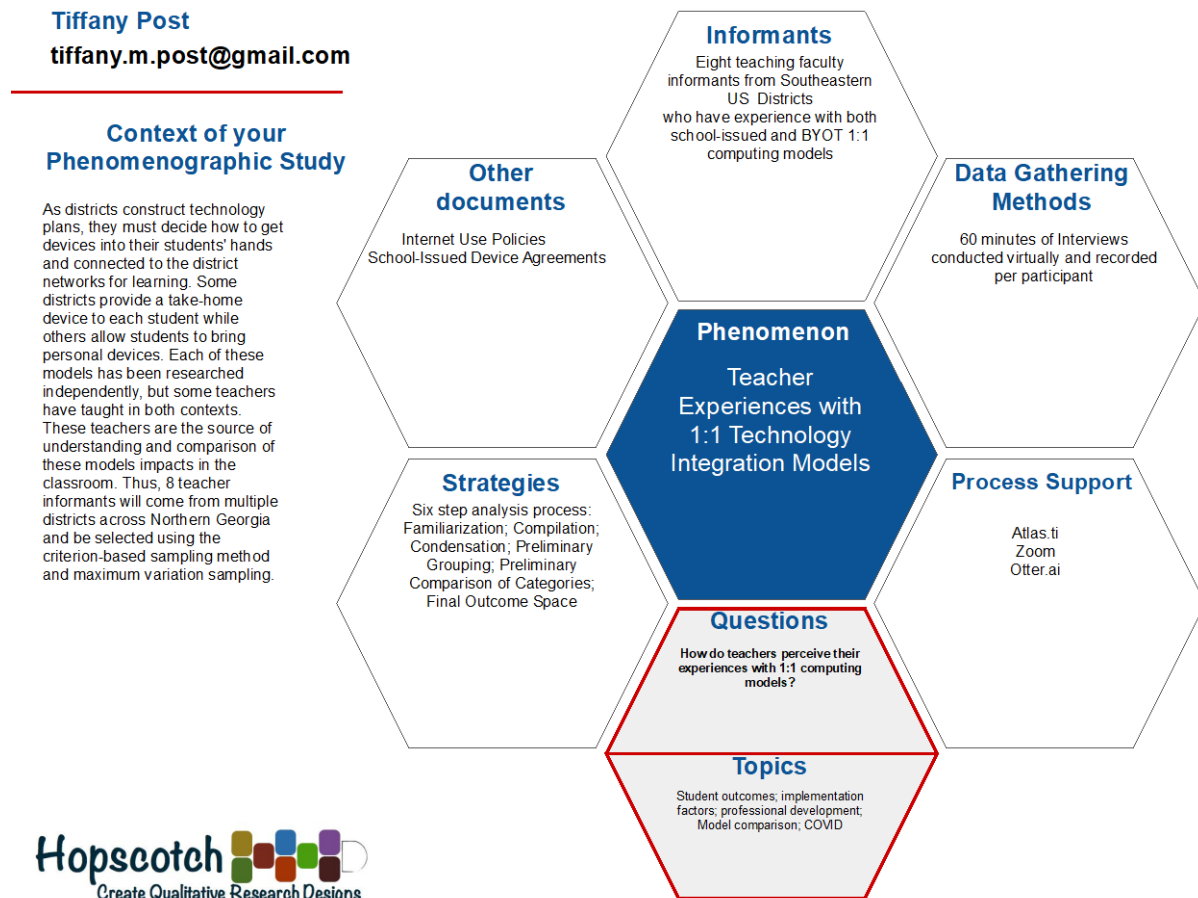 Tiffany Post
tiffany.m.post@gmail.com
Context of your
Phenomenographic Study
As districts construct technology
plans, they must decide how to get
devices into their students' hands
and connected to the district
networks for learning. Some
districts provide a take-home
device to each student while
others allow students to bring
personal devices. Each of these
models has been researched
independently, but some teachers
have taught in both contexts.
These teachers are the source of
understanding and comparison of
these models impacts in the
classroom. Thus, 8 teacher
informants will come from multiple
districts across Northern Georgia
and be selected using the
criterion-based sampling method
and maximum variation sampling.
Informants
Eight teaching faculty
informants from Southeastern
US Districts
who have experience with both
school-issued and BYOT 1:1
computing models
Other
documents
Internet Use Policies
School-Issued Device Agreements
Data Gathering
Methods
60 minutes of Interviews
conducted virtually and recorded
per participant
Phenomenon
Teacher
Experiences with
1:1 Technology
Integration Models
Strategies
Six step analysis process:
Familiarization; Compilation;
Condensation; Preliminary
Grouping; Preliminary
Comparison of Categories;
Final Outcome Space
Process Support
Atlas.ti
Zoom
Otter.ai
Questions
How do teachers perceive their
experiences with 1:1 computing
models?
Topics
Student outcomes; implementation
factors; professional development;
Model comparison; COVID
Hopscotch
Create Qualitative Research Designs